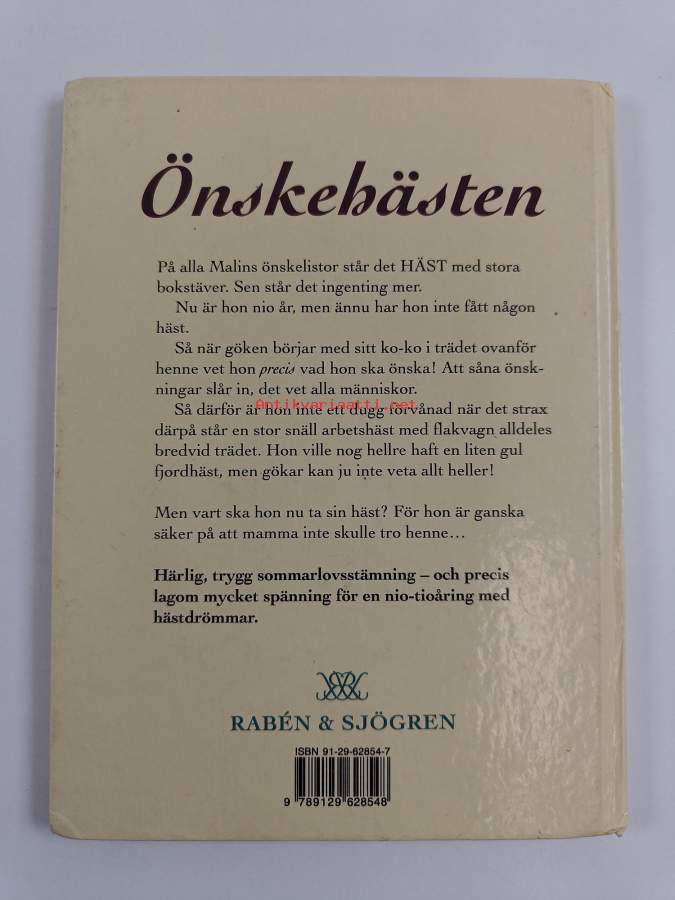 Önskehästen
På alla Malins önskelistor står det HÄST med stora
bokstäver. Sen står det ingenting mer.
Nu är hon nio år, men ännu har hon inte fått någon
häst.
Så när göken börjar med sitt ko-ko i trädet ovanför
henne vet hon precis vad hon ska önska! Att såna önsk-
ningar slår in, det vet alla människor.
Antikvariaatti.net
Så därför är hon inte ett dugg förvånad när det strax
därpå står en stor snäll arbetshäst med flakvagn alldeles
bredvid trädet. Hon ville nog hellre haft en liten gul
fjordhäst, men gökar kan ju inte veta allt heller!
Men vart ska hon nu ta sin häst? För hon är ganska
säker på att mamma inte skulle tro henne…
Härlig, trygg sommarlovsstämning – och precis
lagom mycket spänning för en nio-tioåring med
hästdrömmar.
RABÉN & SJÖGREN
ISBN 91-29-62854-7
9 789129 628548